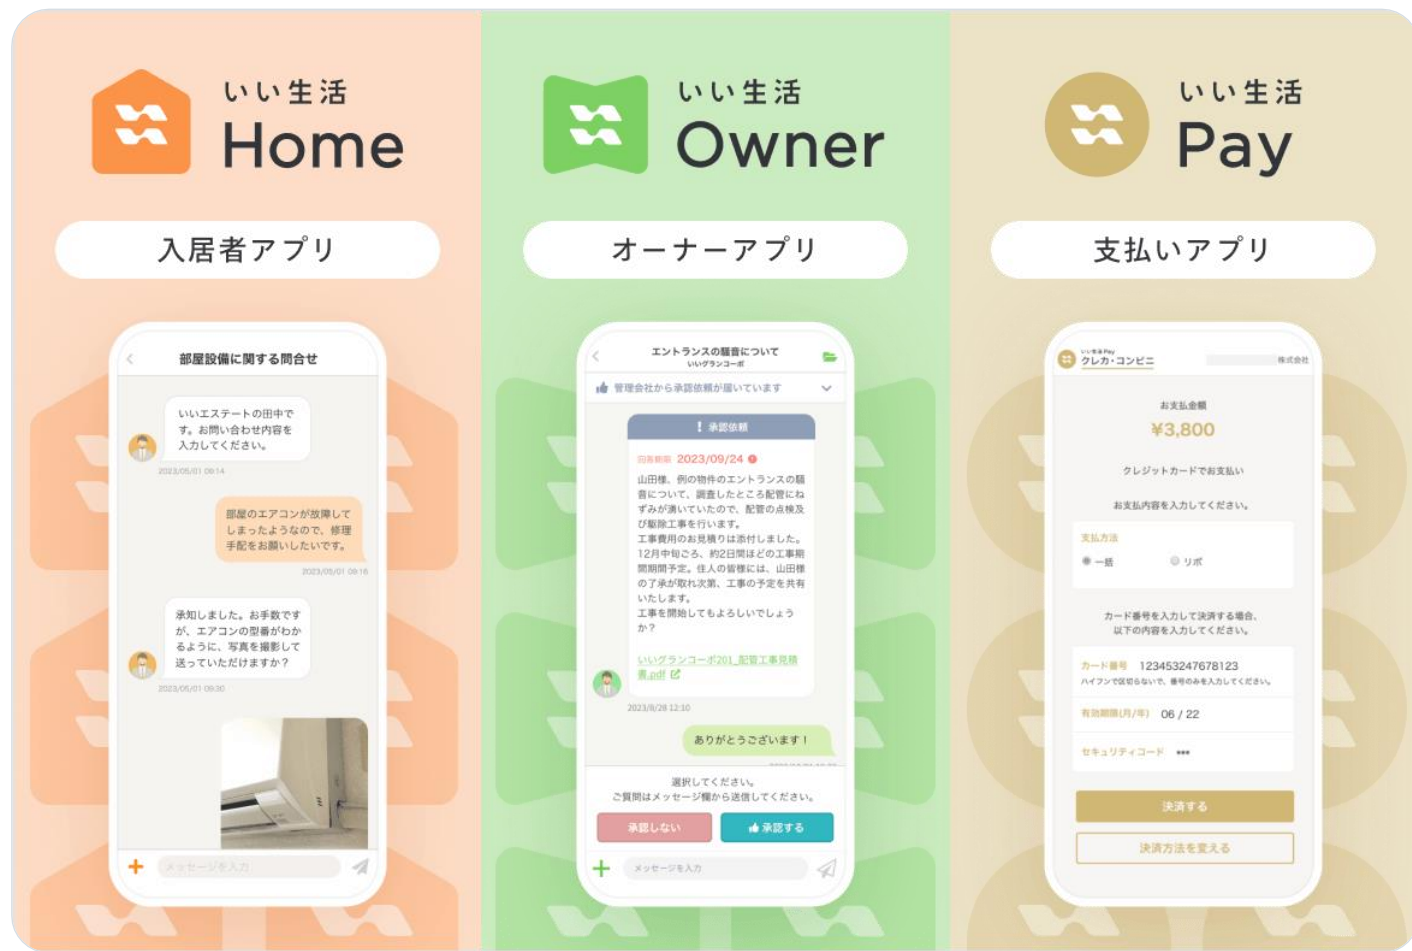 いい生活
Home
入居者アプリ
部屋設備に関する問合せ
いいエステートの田中で
す。お問い合わせ内容を
入力してください。
2023/05/01 09:14
部屋のエアコンが故障して
しまったようなので、修理
手配をお願いしたいです。
2023/05/01 09:16
承知しました。お手数です
が、エアコンの型番がわか
るように、写真を撮影して
送っていただけますか？
2023/05/01 09:30
メッセージを入力
いい生活
Owner
オーナーアプリ
エントランスの騒音について
いいグランコーポ
管理会社から承認依頼が届いています
! 承認依頼
回答期限 2023/09/24
山田様、例の物件のエントランスの騒
音について、調査したところ配管にね
ずみが湧いていたので、配管の点検及
び駆除工事を行います。
工事費用のお見積りは添付しました。
12月中旬ごろ、約2日間ほどの工事期
間期間予定。住人の皆様には、山田様
の了承が取れ次第、工事の予定を共有
いたします。
工事を開始してもよろしいでしょう
か？
いいグランコーポ201_配管工事見積
書.pdf
2023/8/28 12:10
ありがとうございます！
選択してください。
ご質問はメッセージ欄から送信してください。
承認しない
承認する
メッセージを入力
いい生活
Pay
支払いアプリ
いい生活Pay
クレカ・コンビニ
株式会社
お支払金額
¥3,800
クレジットカードでお支払い
お支払内容を入力してください。
支払方法
一括 リボ
カード番号を入力して決済する場合、
以下の内容を入力してください。
カード番号 123453247678123
ハイフンで区切らないで、番号のみを入力してください。
有効期限(月/年) 06 / 22
セキュリティコード ***
決済する
決済方法を変える